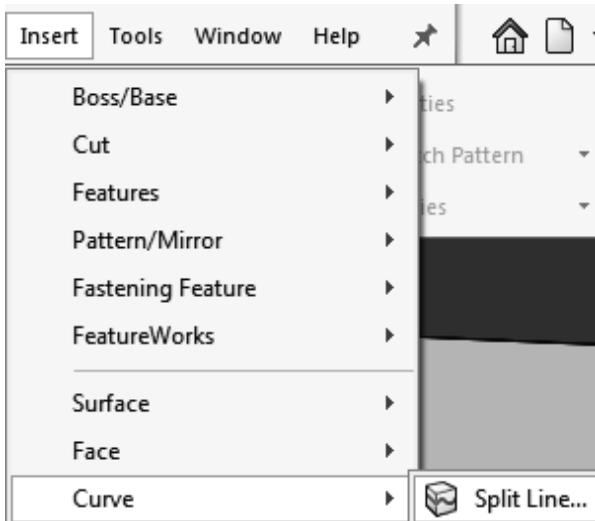 Insert Tools Window Help
Boss/Base
ties
Cut
ch Pattern
Features
ies
Pattern/Mirror
Fastening Feature
FeatureWorks
Surface
Face
Curve
Split Line...